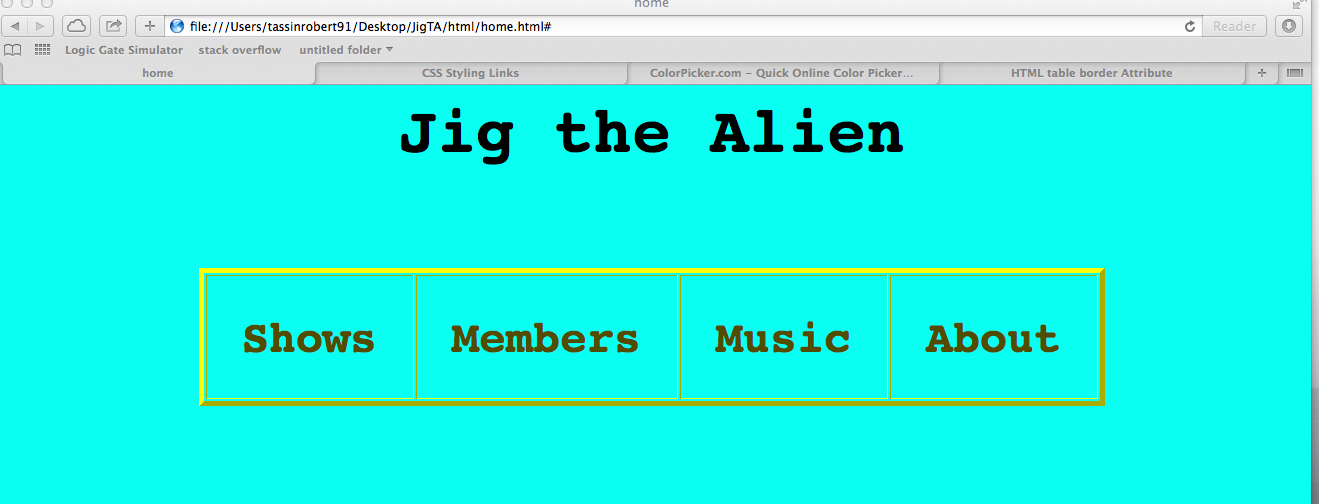 home
file:///Users/tassinrobert91/Desktop/JigTA/html/home.html#
Reader
Logic Gate Simulator stack overflow untitled folder
home CSS Styling Links ColorPicker.com - Quick Online Color Picker... HTML table border Attribute
Jig the Alien
Shows Members Music About